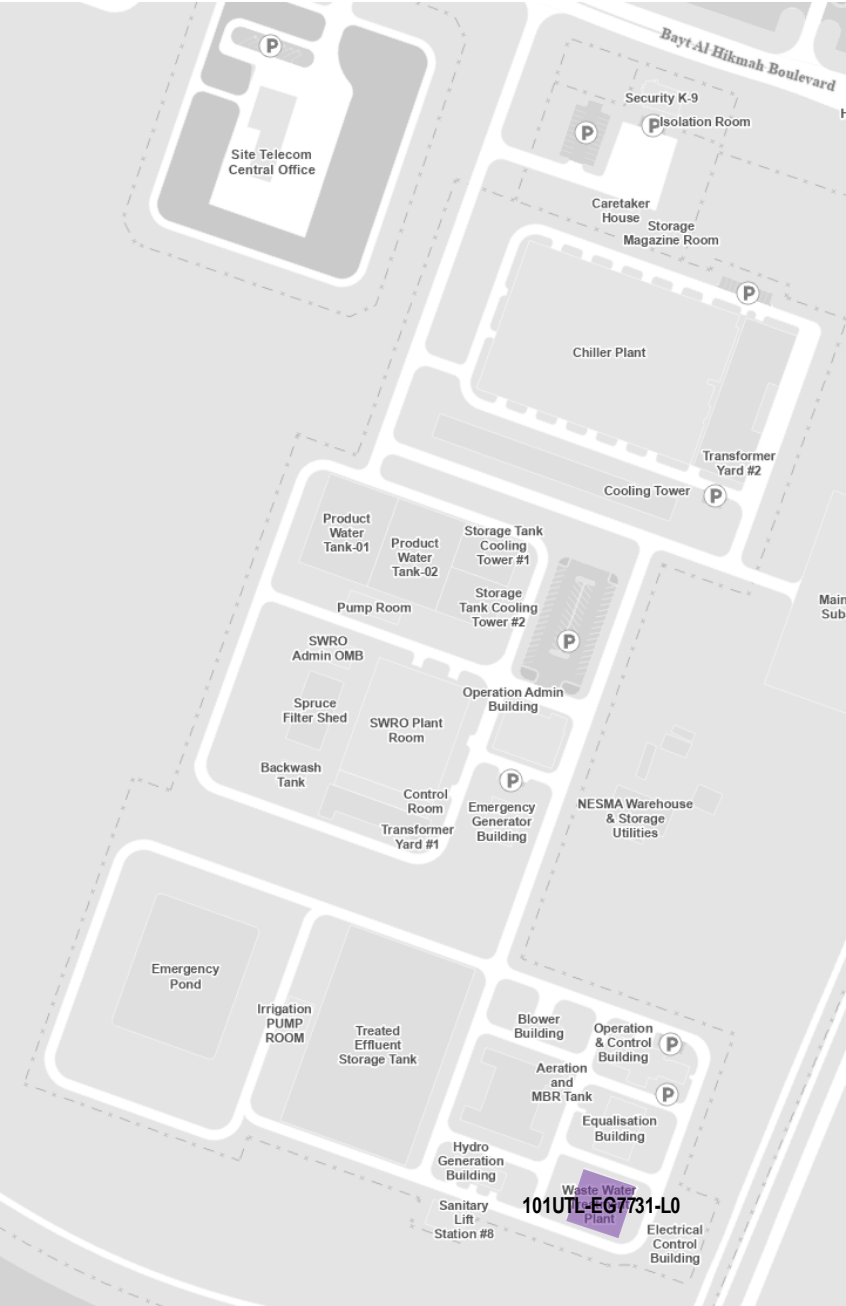 Bayt Al Hikmah Boulevard
P
Security K-9
P
P
Isolation Room
H
Site Telecom
Central Office
Caretaker
House
Storage
Magazine Room
P
Chiller Plant
Transformer
Yard #2
Cooling Tower
P
Product
Water
Tank-01
Product
Water
Tank-02
Storage Tank
Cooling
Tower #1
Storage
Tank Cooling
Tower #2
Pump Room
P
Main
Sub
SWRO
Admin OMB
Operation Admin
Building
Spruce
Filter Shed
SWRO Plant
Room
Backwash
Tank
P
Control
Room
Emergency
Generator
Building
NESMA Warehouse
& Storage
Utilities
Transformer
Yard #1
Emergency
Pond
Irrigation
PUMP
ROOM
Treated
Effluent
Storage Tank
Blower
Building
Operation
& Control
Building
P
Aeration
and
MBR Tank
P
Equalisation
Building
Hydro
Generation
Building
Waste Water
101UTL-EG7731-L0
Plant
Sanitary
Lift
Station #8
Electrical
Control
Building